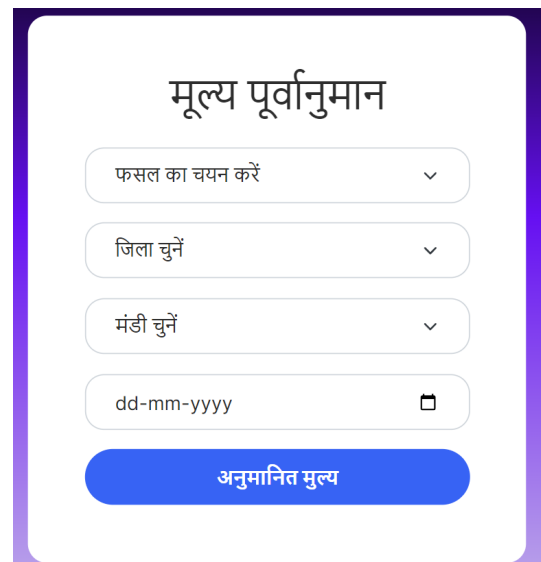 मूल्य पूर्वानुमान
फसल का चयन करें
जिला चुनें
मंडी चुनें
dd-mm-yyyy
अनुमानित मुल्य